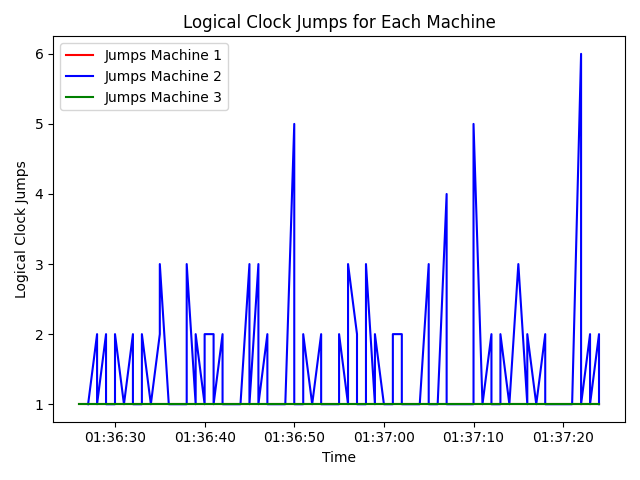 Logical Clock Jumps for Each Machine
Jumps Machine 1
Jumps Machine 2
Jumps Machine 3
Logical Clock Jumps
6
5
4
3
2
1
01:36:30 01:36:40 01:36:50 01:37:00 01:37:10 01:37:20
Time